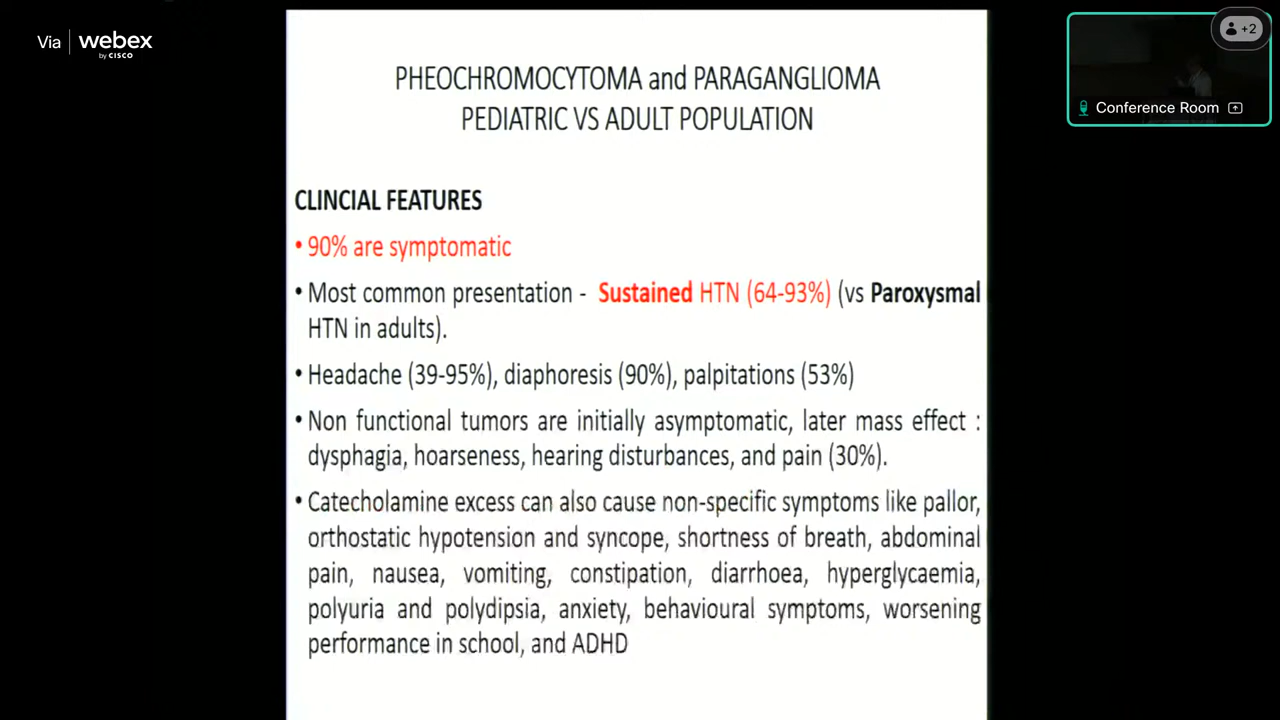 Via webex
by CISCO
+2
Conference Room
PHEOCHROMOCYTOMA and PARAGANGLIOMA
PEDIATRIC VS ADULT POPULATION
CLINCIAL FEATURES
• 90% are symptomatic
• Most common presentation - Sustained HTN (64-93%) (vs Paroxysmal
HTN in adults).
• Headache (39-95%), diaphoresis (90%), palpitations (53%)
• Non functional tumors are initially asymptomatic, later mass effect :
dysphagia, hoarseness, hearing disturbances, and pain (30%).
• Catecholamine excess can also cause non-specific symptoms like pallor,
orthostatic hypotension and syncope, shortness of breath, abdominal
pain, nausea, vomiting, constipation, diarrhoea, hyperglycaemia,
polyuria and polydipsia, anxiety, behavioural symptoms, worsening
performance in school, and ADHD